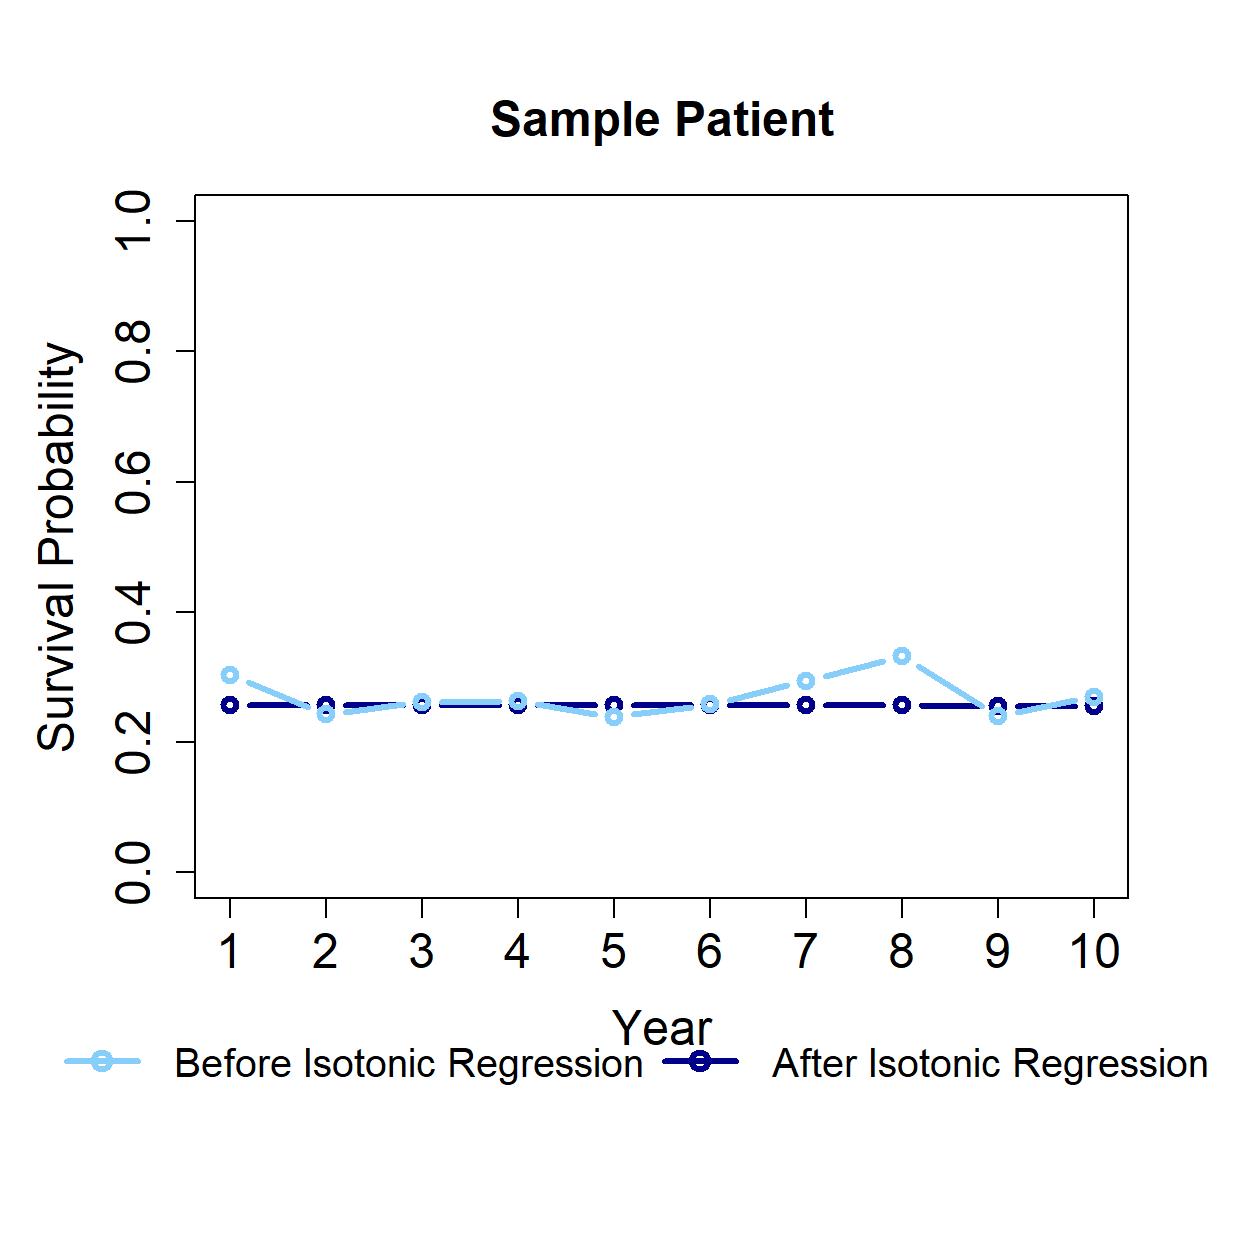 Sample Patient
Survival Probability
1.0
0.8
0.6
0.4
0.2
0.0
1 2 3 4 5 6 7 8 9 10
Year
Before Isotonic Regression After Isotonic Regression